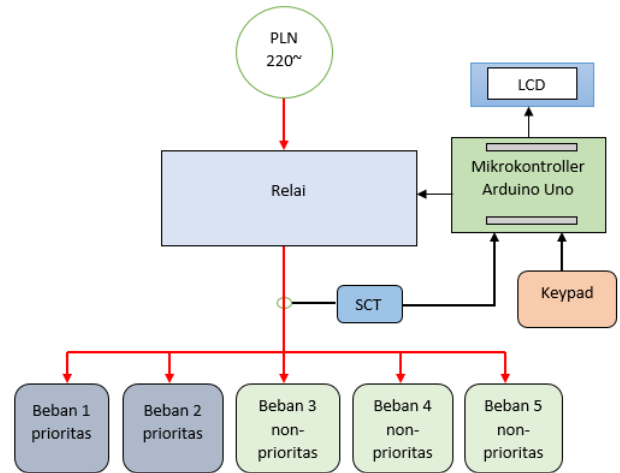 PLN
220~
LCD
Mikrokontroller
Arduino Uno
Relai
SCT
Keypad
Beban 1
prioritas
Beban 2
prioritas
Beban 3
non-
prioritas
Beban 4
non-
prioritas
Beban 5
non-
prioritas